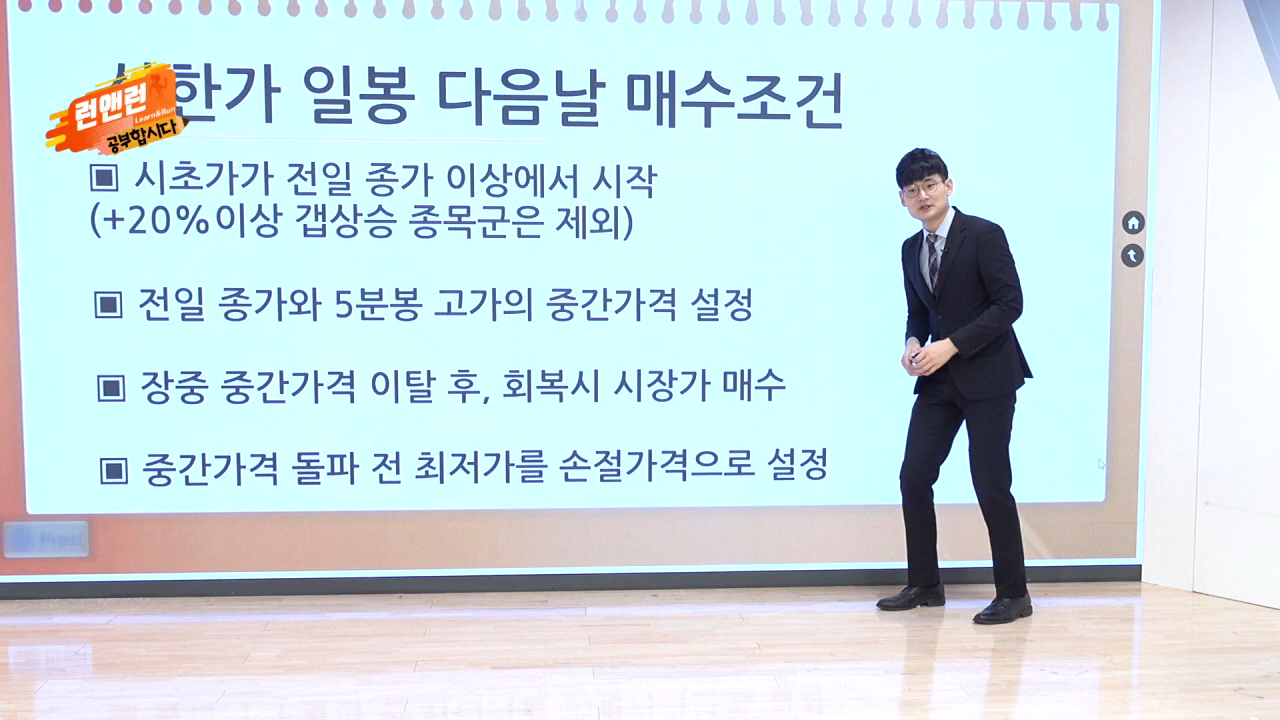 런앤런
Learn&Run
공부합시다
한가 일봉 다음날 매수조건
▣ 시초가가 전일 종가 이상에서 시작
(+20%이상 갭상승 종목군은 제외)
▣ 전일 종가와 5분봉 고가의 중간가격 설정
▣ 장중 중간가격 이탈 후, 회복시 시장가 매수
▣ 중간가격 돌파 전 최저가를 손절가격으로 설정
Prezi